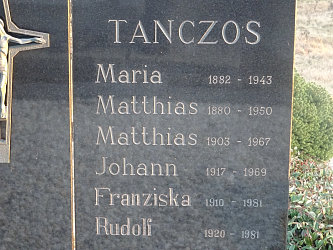 TANCZOS
Maria 1882 - 1943
Matthias 1880 - 1950
Matthias 1903 - 1967
Johann 1917 - 1969
Franziska 1910 - 1981
Rudolf 1920 - 1981